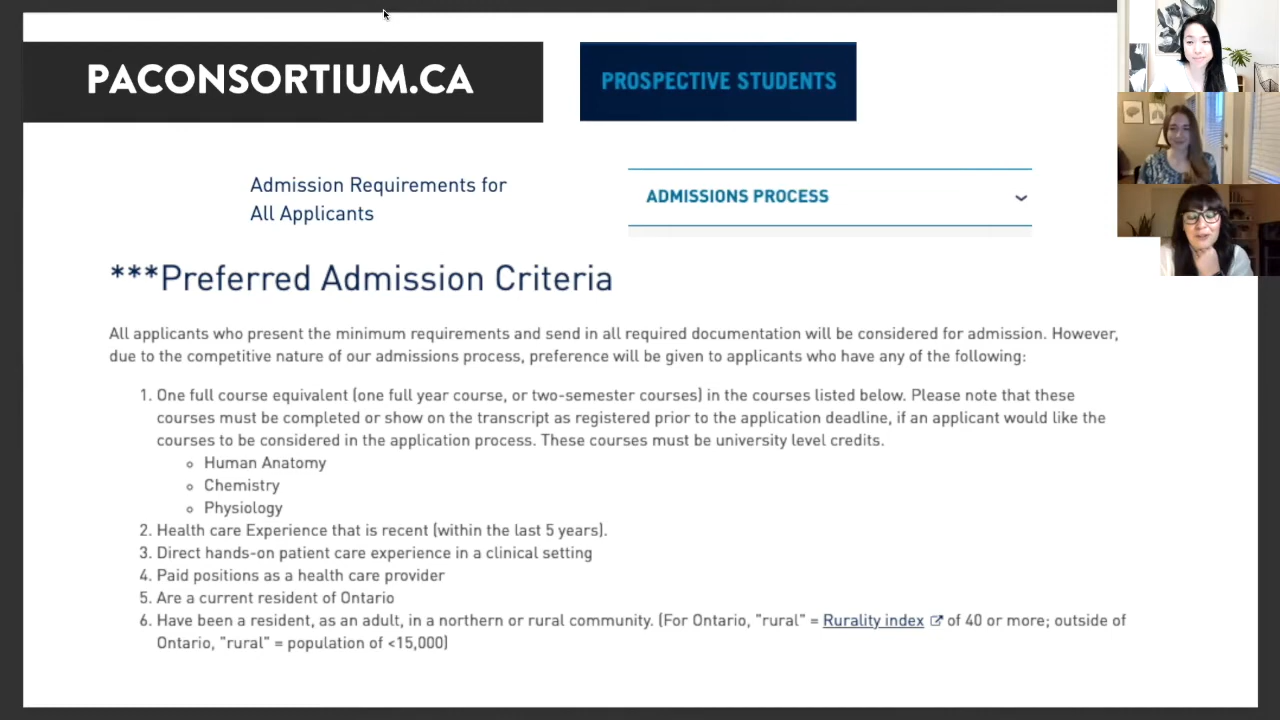 PACONSORTIUM.CA
PROSPECTIVE STUDENTS
Admission Requirements for
All Applicants
ADMISSIONS PROCESS
***Preferred Admission Criteria
All applicants who present the minimum requirements and send in all required documentation will be considered for admission. However,
due to the competitive nature of our admissions process, preference will be given to applicants who have any of the following:
1. One full course equivalent (one full year course, or two-semester courses) in the courses listed below. Please note that these
courses must be completed or show on the transcript as registered prior to the application deadline, if an applicant would like the
courses to be considered in the application process. These courses must be university level credits.
Human Anatomy
Chemistry
Physiology
2. Health care Experience that is recent (within the last 5 years).
3. Direct hands-on patient care experience in a clinical setting
4. Paid positions as a health care provider
5. Are a current resident of Ontario
6. Have been a resident, as an adult, in a northern or rural community. (For Ontario, "rural" = Rurality index of 40 or more; outside of
Ontario, "rural" = population of <15,000)